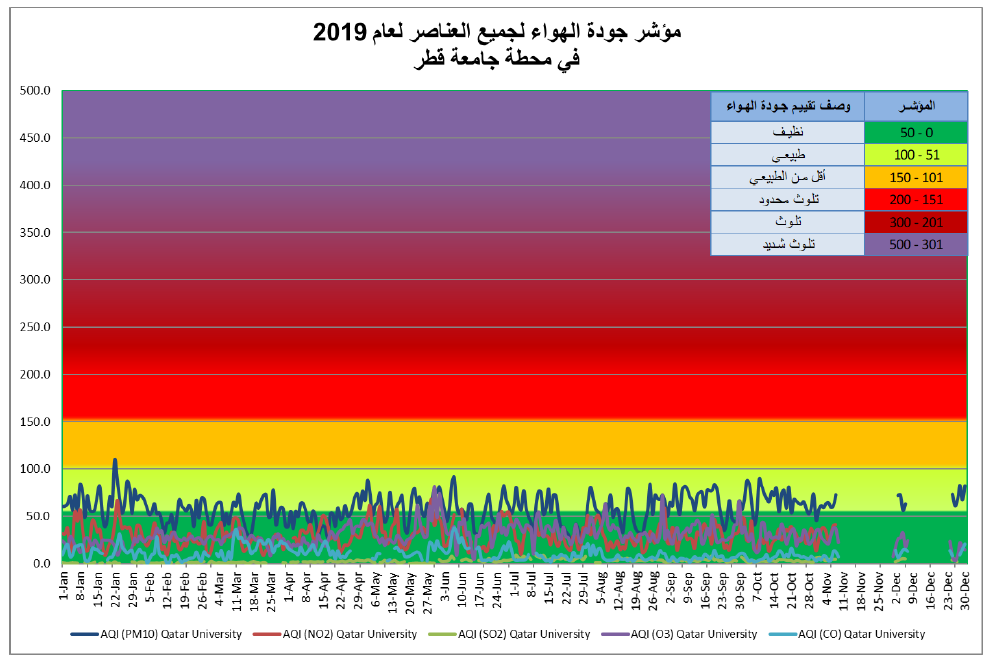 مؤشر جودة الهواء لجميع العناصر لعام 2019
في محطة جامعة قطر
المؤشر وصف تقييم جودة الهواء
0 - 50 نظيف
51 - 100 طبيعي
101 - 150 أقل من الطبيعي
151 - 200 تلوث محدود
201 - 300 تلوث
301 - 500 تلوث شديد
500.0
450.0
400.0
350.0
300.0
250.0
200.0
150.0
100.0
50.0
0.0
1-Jan
8-Jan
15-Jan
22-Jan
29-Jan
5-Feb
12-Feb
19-Feb
26-Feb
4-Mar
11-Mar
18-Mar
25-Mar
1-Apr
8-Apr
15-Apr
22-Apr
29-Apr
6-May
13-May
20-May
27-May
3-Jun
10-Jun
17-Jun
24-Jun
1-Jul
8-Jul
15-Jul
22-Jul
29-Jul
5-Aug
12-Aug
19-Aug
26-Aug
2-Sep
9-Sep
16-Sep
23-Sep
30-Sep
7-Oct
14-Oct
21-Oct
28-Oct
4-Nov
11-Nov
18-Nov
25-Nov
2-Dec
9-Dec
16-Dec
23-Dec
30-Dec
AQI (PM10) Qatar University AQI (NO2) Qatar University AQI (SO2) Qatar University AQI (O3) Qatar University AQI (CO) Qatar University